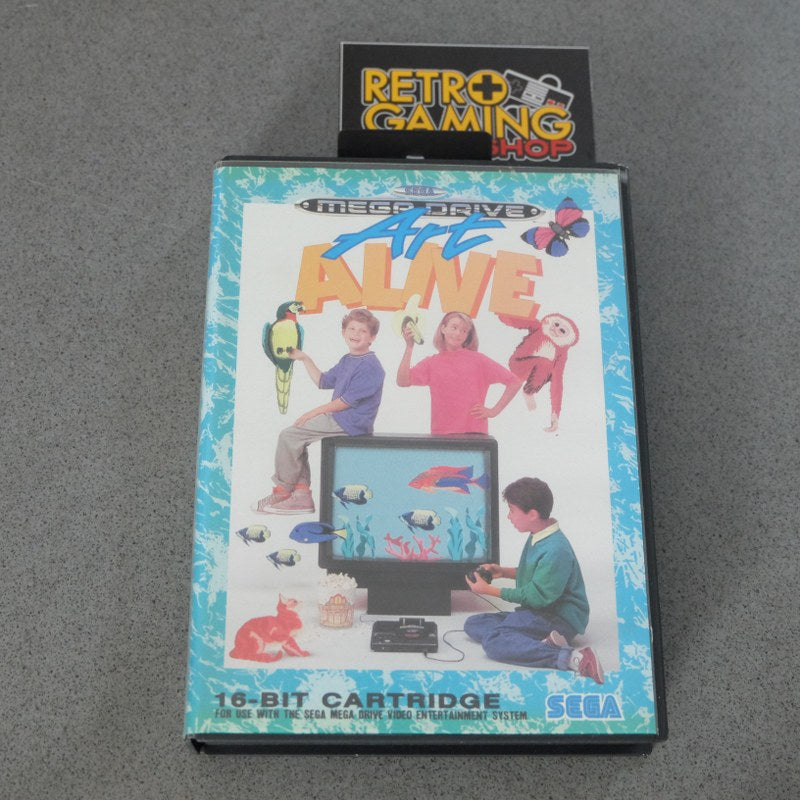 RETRO
GAMING
SHOP
SEGA
MEGA DRIVE
Art
ALIVE
16-BIT CARTRIDGE
FOR USE WITH THE SEGA MEGA DRIVE VIDEO ENTERTAINMENT SYSTEM
SEGA